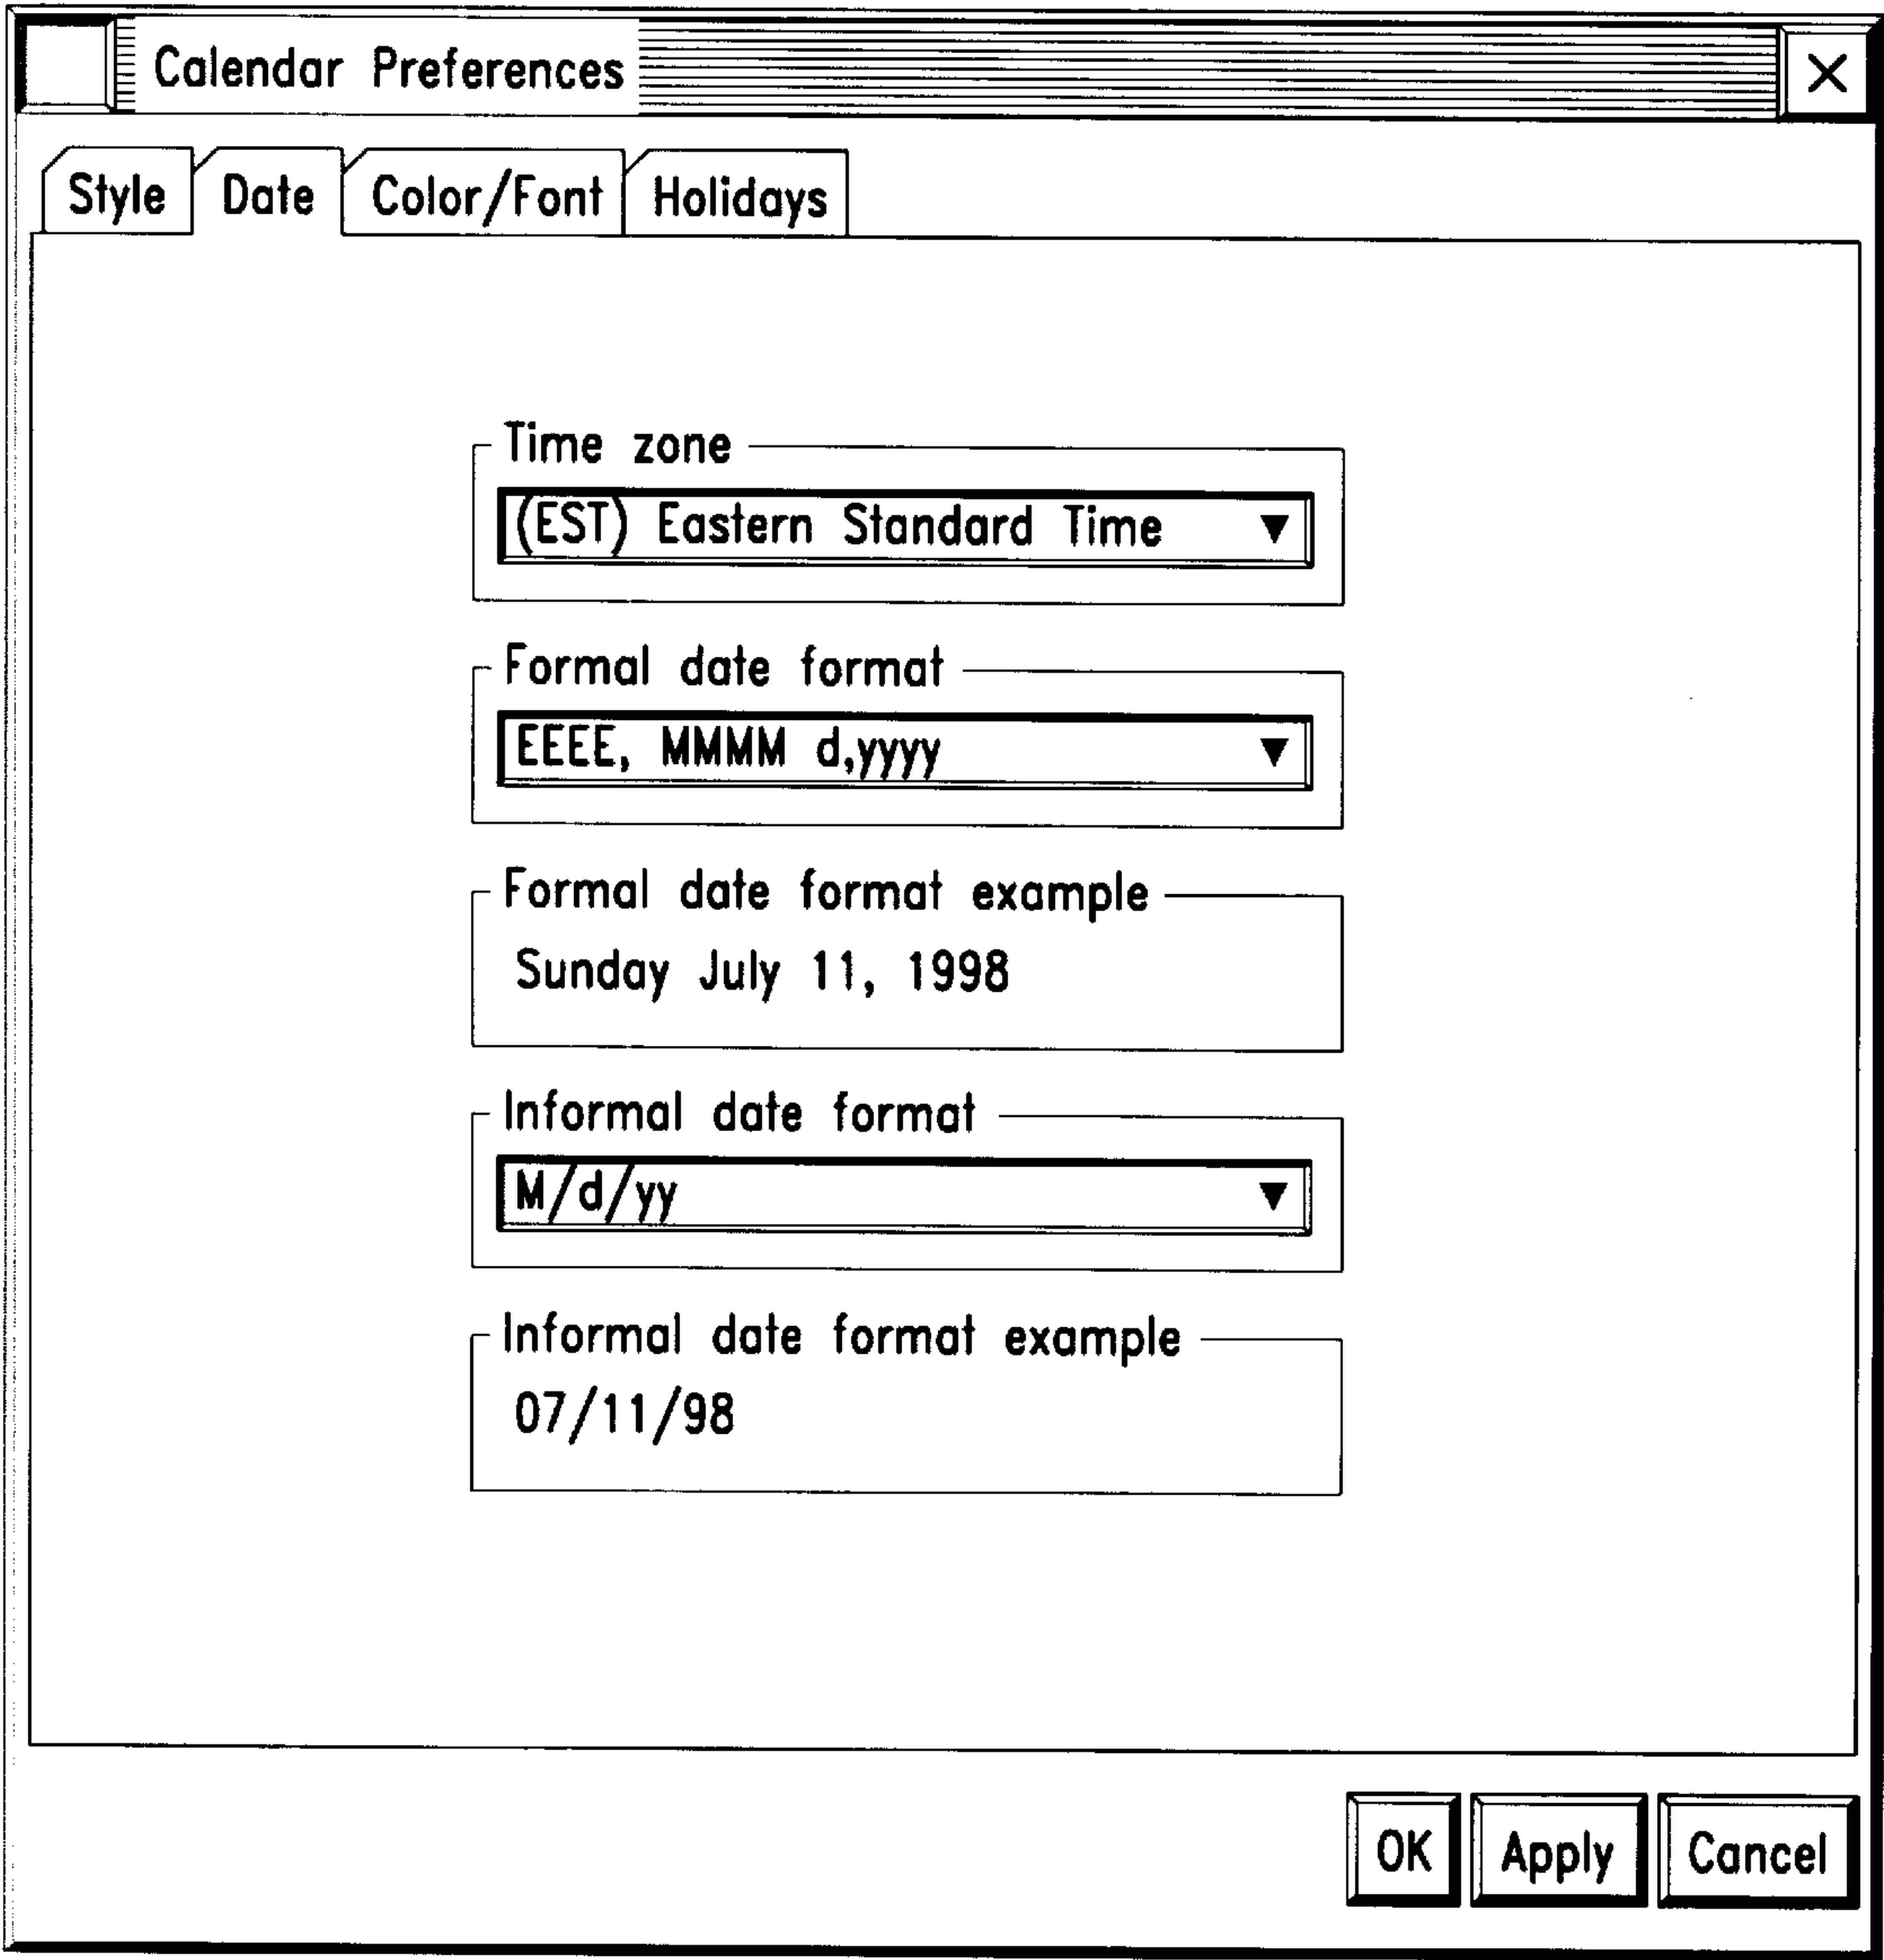 Calendar Preferences
Style Date Color/Font Holidays
Time zone
(EST) Eastern Standard Time
Formal date format
EEEE, MMMM d,yyyy
Formal date format example
Sunday July 11, 1998
Informal date format
M/d/yy
Informal date format example
07/11/98
OK Apply Cancel